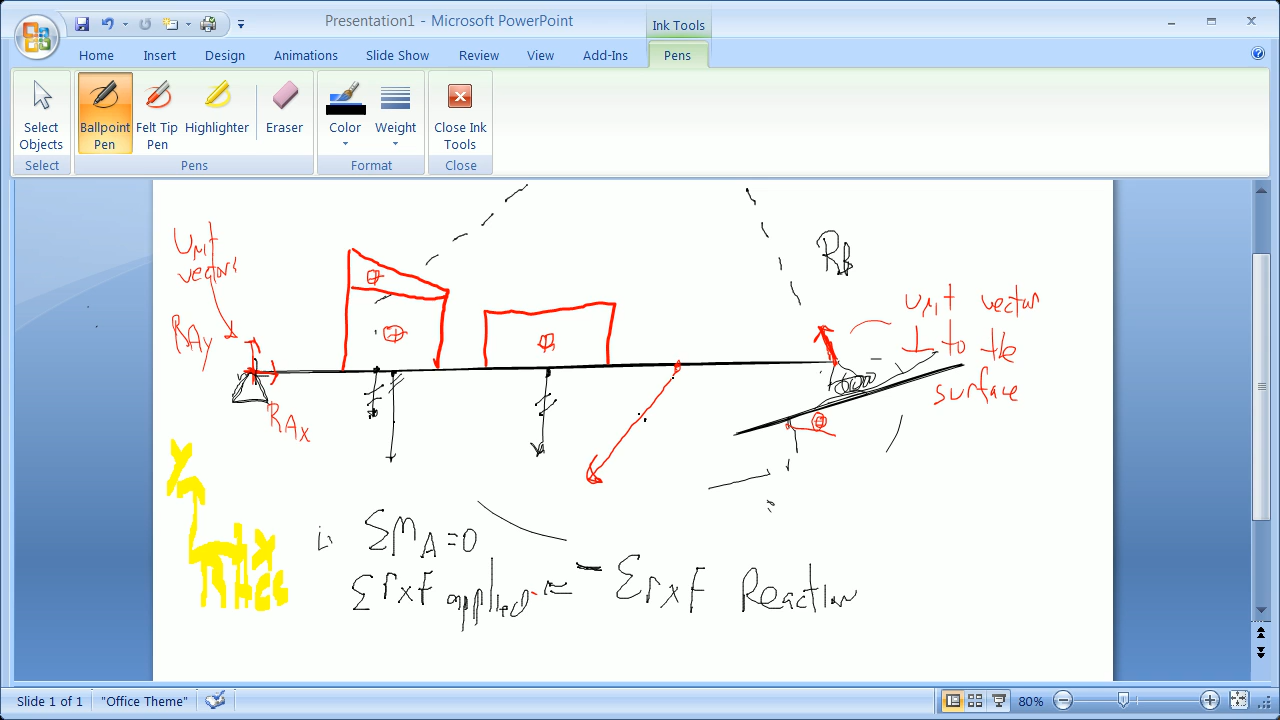 Presentation1 - Microsoft PowerPoint
Ink Tools
Home Insert Design Animations Slide Show Review View Add-Ins Pens
Select Objects
Ballpoint Pen
Felt Tip Pen
Highlighter
Eraser
Color
Weight
Close Ink Tools
Select
Pens
Format
Close
Unit
vectors
RAy
RAx
RB
unit vector
⊥ to the
surface
Θ
Y
X
ΣMA=0
Σr×F applied = -Σr×F Reaction
Slide 1 of 1
"Office Theme"
80%